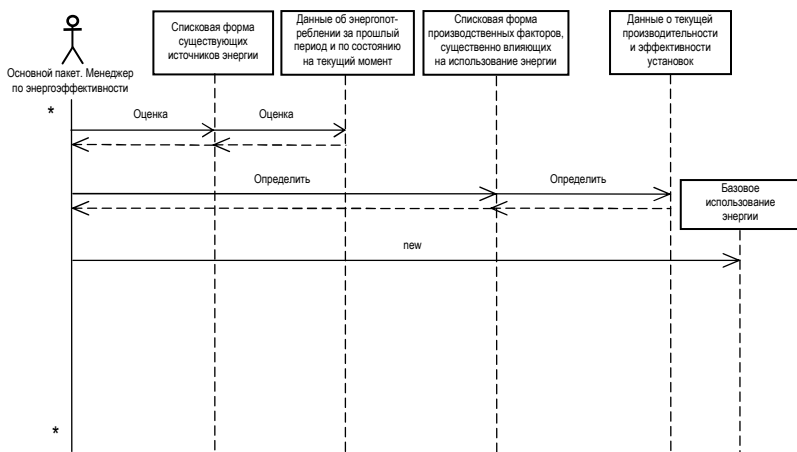 Основной пакет. Менеджер
по энергоэффективности
Списковая форма
существующих
источников энергии
Данные об энергопот-
реблении за прошлый
период и по состоянию
на текущий момент
Списковая форма
производственных факторов,
существенно влияющих
на использование энергии
Данные о текущей
производительности
и эффективности
установок
*
Оценка
Оценка
Определить
Определить
Базовое
использование
энергии
new
*